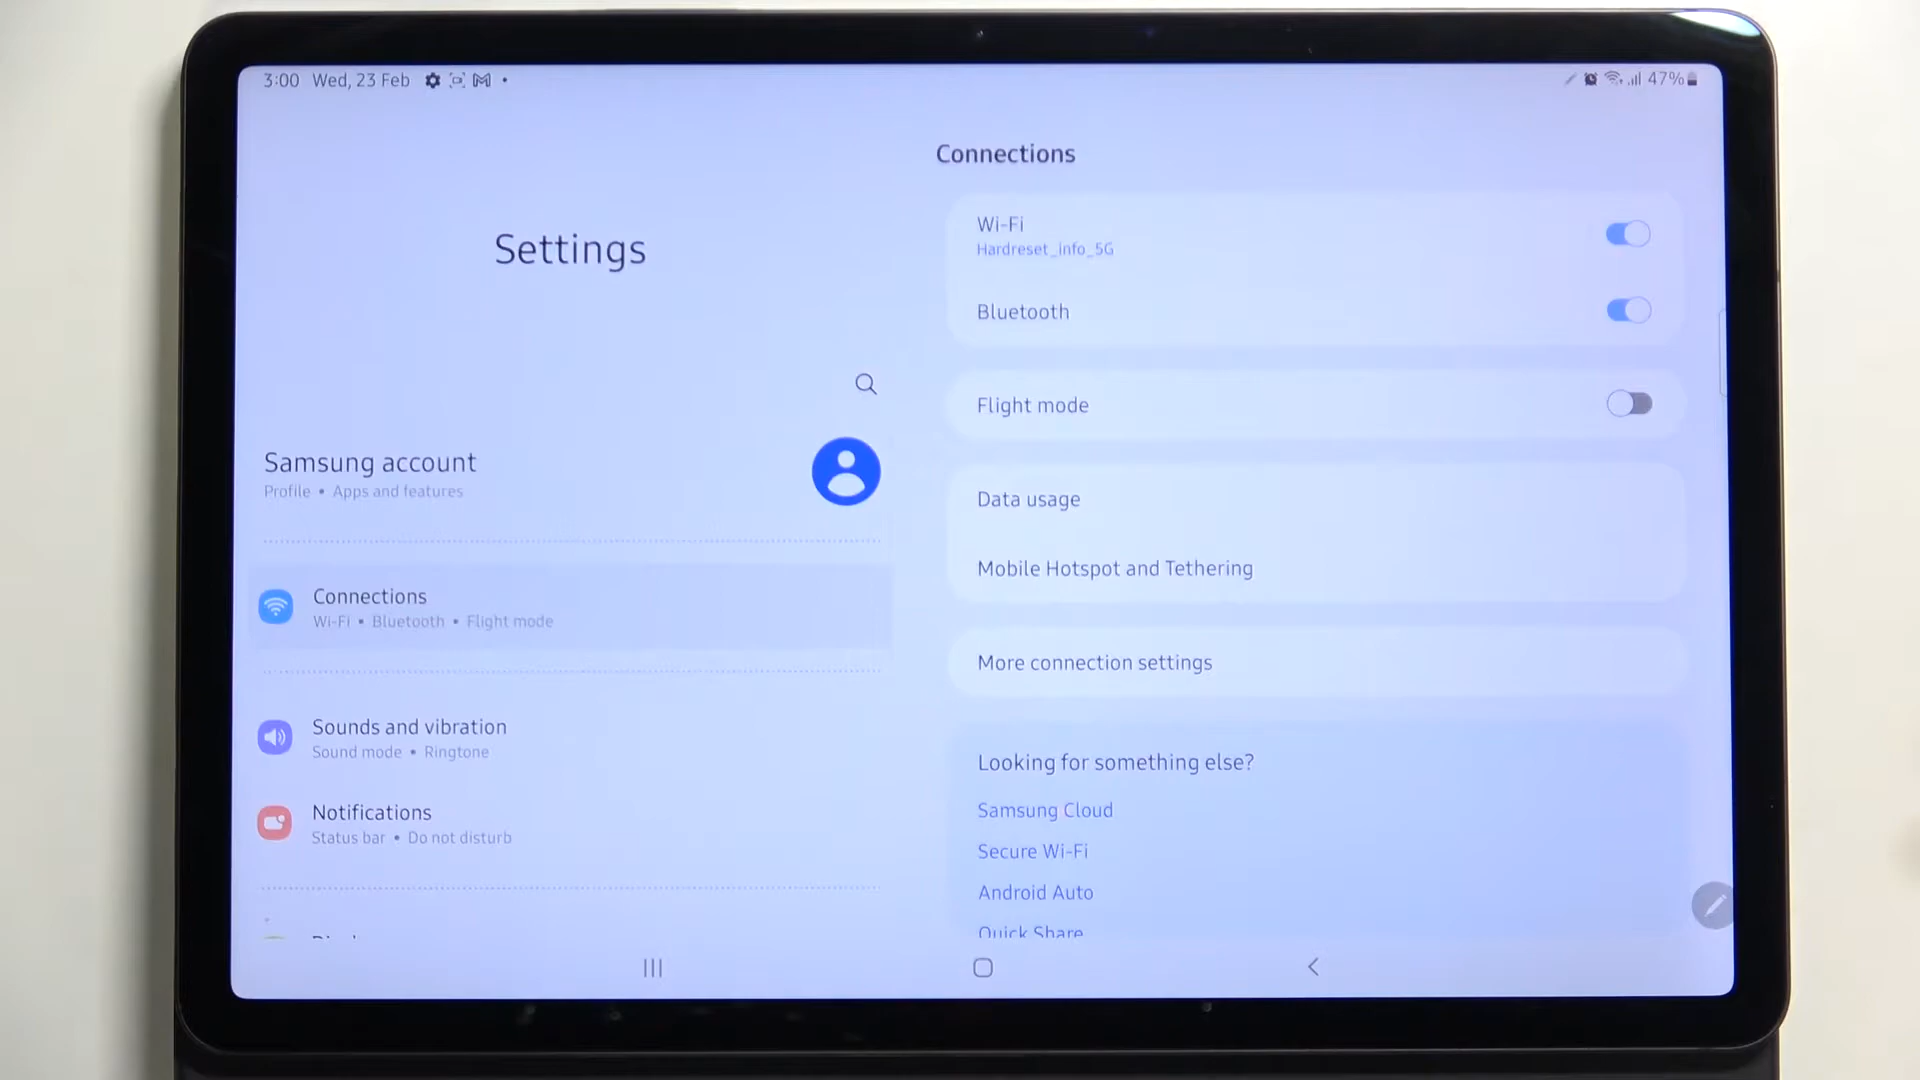 3:00 Wed, 23 Feb
47%
Settings
Samsung account
Profile • Apps and features
Connections
Wi-Fi • Bluetooth • Flight mode
Sounds and vibration
Sound mode • Ringtone
Notifications
Status bar • Do not disturb
Connections
Wi-Fi
Hardreset_info_5G
Bluetooth
Flight mode
Data usage
Mobile Hotspot and Tethering
More connection settings
Looking for something else?
Samsung Cloud
Secure Wi-Fi
Android Auto
Quick Share